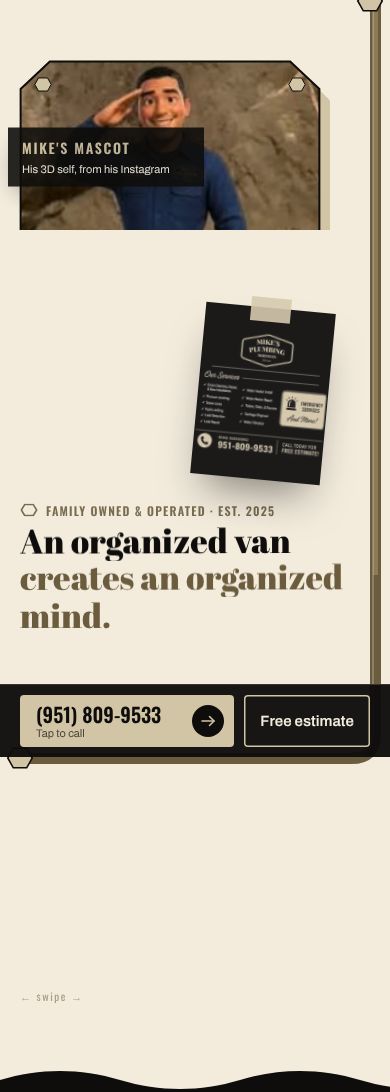 MIKE'S MASCOT
His 3D self, from his Instagram
MIKE'S
PLUMBING
SERVICES
Our Services
EMERGENCY
SERVICES
And More!
951-809-9533
CALL TODAY FOR
FREE ESTIMATE!
FAMILY OWNED & OPERATED · EST. 2025
An organized van
creates an organized
mind.
(951) 809-9533
Tap to call
→
Free estimate
← swipe →